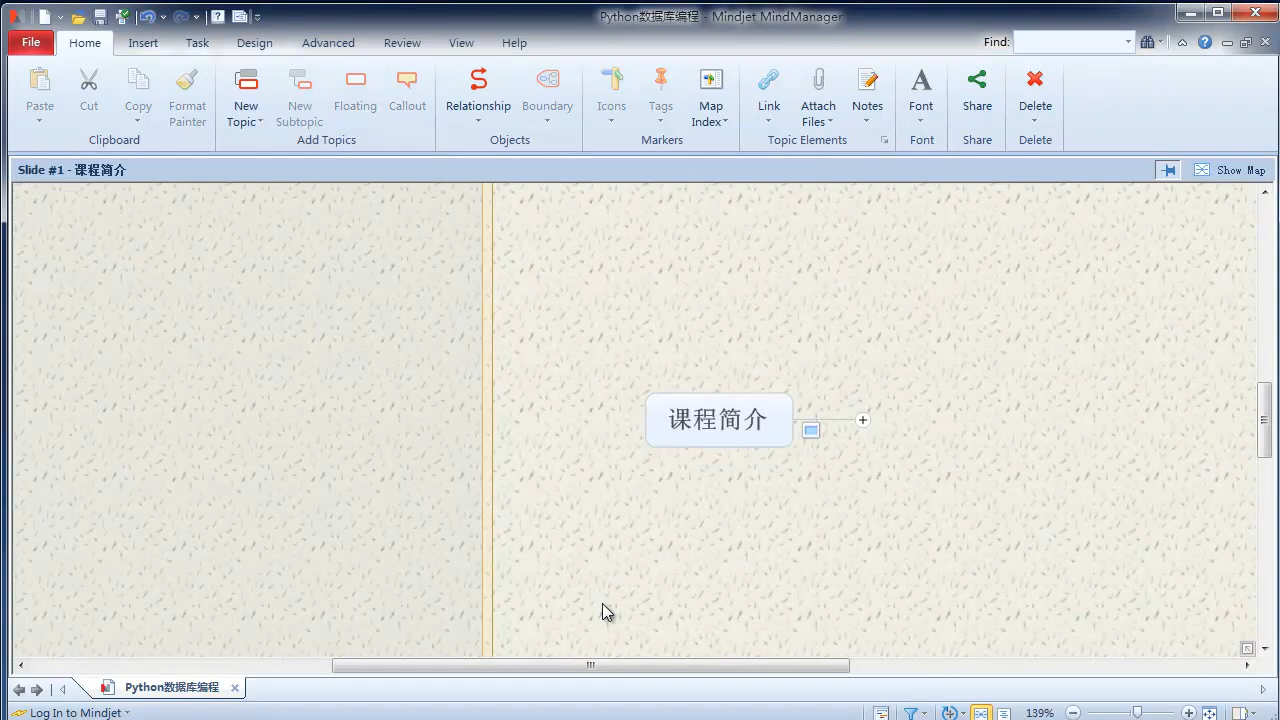 Python数据库编程 - Mindjet MindManager
File Home Insert Task Design Advanced Review View Help Find:
Paste Cut Copy Format Painter New Topic New Subtopic Floating Callout Relationship Boundary Icons Tags Map Index Link Attach Files Notes Font Share Delete
Clipboard Add Topics Objects Markers Topic Elements Font Share Delete
Slide #1 - 课程简介 Show Map
课程简介
Python数据库编程
Log In to Mindjet 139%